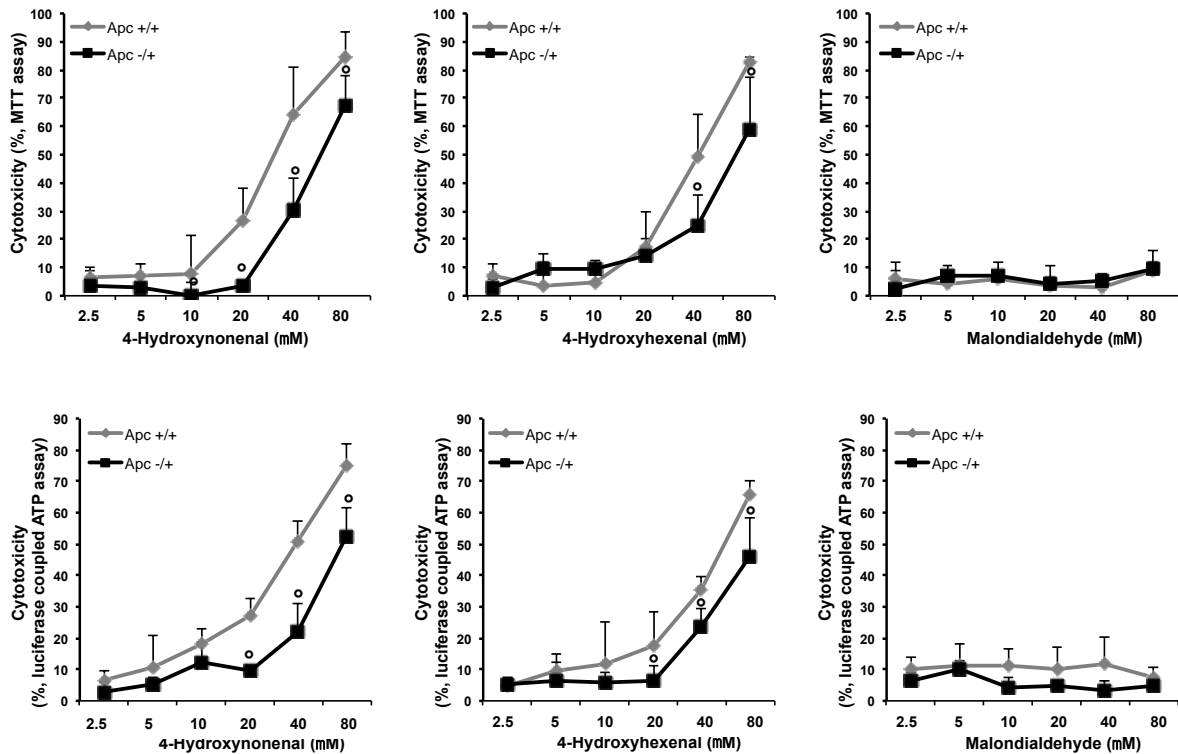 Cytotoxicity (%, MTT assay)
100
90
80
70
60
50
40
30
20
10
0
Apc +/+
Apc -/+
2.5 5 10 20 40 80
4-Hydroxynonenal (mM)
Cytotoxicity (%, MTT assay)
100
90
80
70
60
50
40
30
20
10
0
Apc +/+
Apc -/+
2.5 5 10 20 40 80
4-Hydroxyhexenal (mM)
Cytotoxicity (%, MTT assay)
100
90
80
70
60
50
40
30
20
10
0
Apc +/+
Apc -/+
2.5 5 10 20 40 80
Malondialdehyde (mM)
Cytotoxicity
(%, luciferase coupled ATP assay)
90
80
70
60
50
40
30
20
10
0
Apc +/+
Apc -/+
2.5 5 10 20 40 80
4-Hydroxynonenal (mM)
Cytotoxicity
(%, luciferase coupled ATP assay)
90
80
70
60
50
40
30
20
10
0
Apc +/+
Apc -/+
2.5 5 10 20 40 80
4-Hydroxyhexenal (mM)
Cytotoxicity
(%, luciferase coupled ATP assay)
90
80
70
60
50
40
30
20
10
0
Apc +/+
Apc -/+
2.5 5 10 20 40 80
Malondialdehyde (mM)